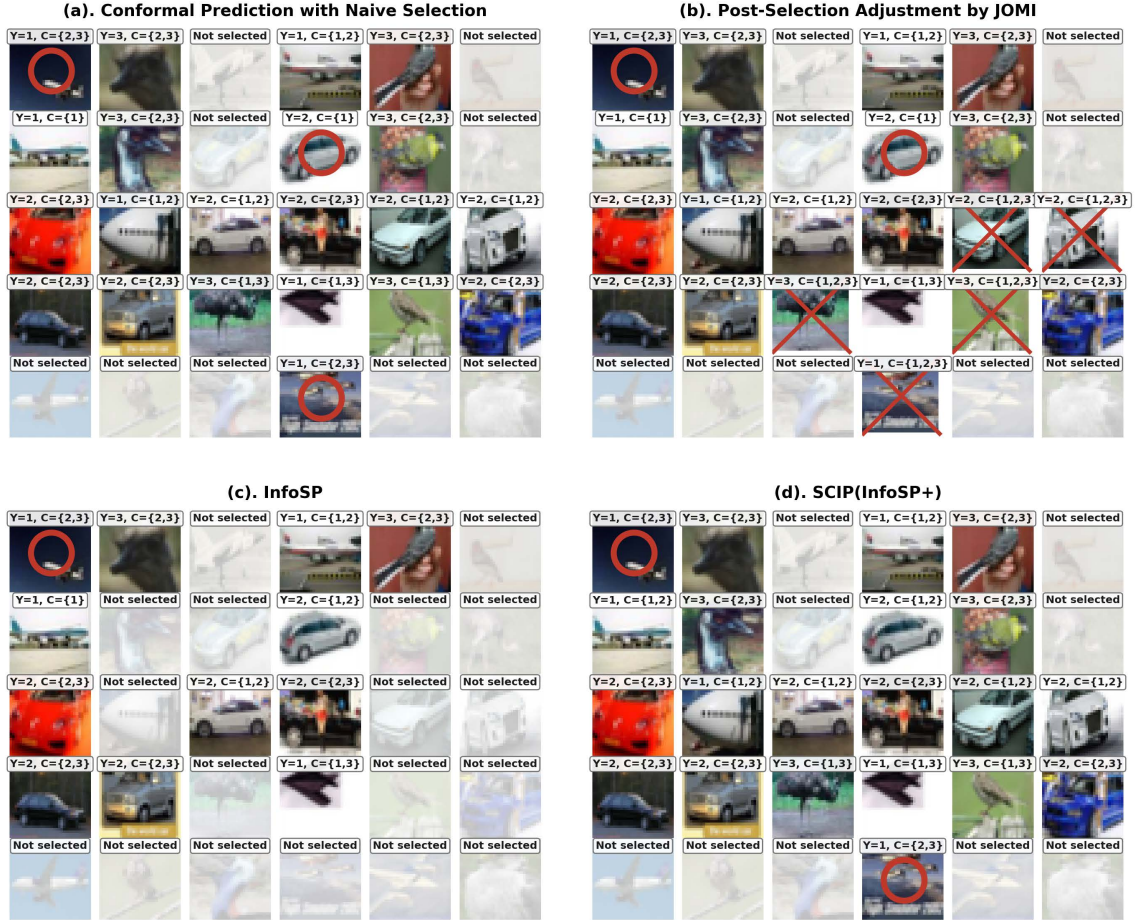 (a). Conformal Prediction with Naive Selection
Y=1, C={2,3} Y=3, C={2,3} Not selected Y=1, C={1,2} Y=3, C={2,3} Not selected
Y=1, C={1} Y=3, C={2,3} Not selected Y=2, C={1} Y=3, C={2,3} Not selected
Y=2, C={2,3} Y=1, C={1,2} Y=2, C={1,2} Y=2, C={2,3} Y=2, C={1,2} Y=2, C={1,2}
Y=2, C={2,3} Y=2, C={2,3} Y=3, C={1,3} Y=1, C={1,3} Y=3, C={1,3} Y=2, C={2,3}
Not selected Not selected Not selected Y=1, C={2,3} Not selected Not selected
(b). Post-Selection Adjustment by JOMI
Y=1, C={2,3} Y=3, C={2,3} Not selected Y=1, C={1,2} Y=3, C={2,3} Not selected
Y=1, C={1} Y=3, C={2,3} Not selected Y=2, C={1} Y=3, C={2,3} Not selected
Y=2, C={2,3} Y=1, C={1,2} Y=2, C={1,2} Y=2, C={2,3} Y=2, C={1,2,3} Y=2, C={1,2,3}
Y=2, C={2,3} Y=2, C={2,3} Y=3, C={1,2,3} Y=1, C={1,3} Y=3, C={1,2,3} Y=2, C={2,3}
Not selected Not selected Not selected Y=1, C={1,2,3} Not selected Not selected
(c). InfoSP
Y=1, C={2,3} Y=3, C={2,3} Not selected Y=1, C={1,2} Y=3, C={2,3} Not selected
Y=1, C={1} Not selected Not selected Y=2, C={1,2} Not selected Not selected
Y=2, C={2,3} Not selected Y=2, C={1,2} Y=2, C={2,3} Not selected Not selected
Y=2, C={2,3} Y=2, C={2,3} Not selected Y=1, C={1,3} Not selected Not selected
Not selected Not selected Not selected Not selected Not selected Not selected
(d). SCIP(InfoSP+)
Y=1, C={2,3} Y=3, C={2,3} Not selected Y=1, C={1,2} Y=3, C={2,3} Not selected
Y=1, C={1,2} Y=3, C={2,3} Not selected Y=2, C={1,2} Y=3, C={2,3} Not selected
Y=2, C={2,3} Y=1, C={1,2} Y=2, C={1,2} Y=2, C={2,3} Y=2, C={1,2} Y=2, C={1,2}
Y=2, C={2,3} Y=2, C={2,3} Y=3, C={1,3} Y=1, C={1,3} Y=3, C={1,3} Y=2, C={2,3}
Not selected Not selected Not selected Y=1, C={2,3} Not selected Not selected